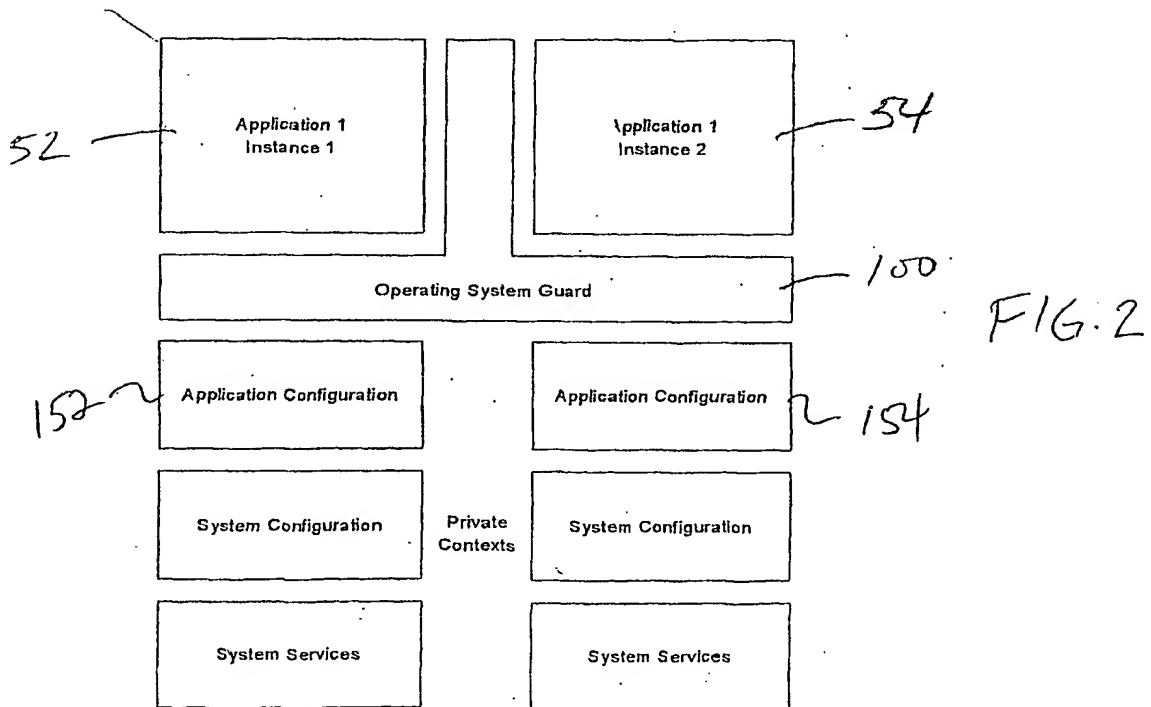 Application 1
Instance 1
Application 1
Instance 2
52
54
Operating System Guard
100
FIG. 2
Application Configuration
Application Configuration
152
154
System Configuration
Private
Contexts
System Configuration
System Services
System Services